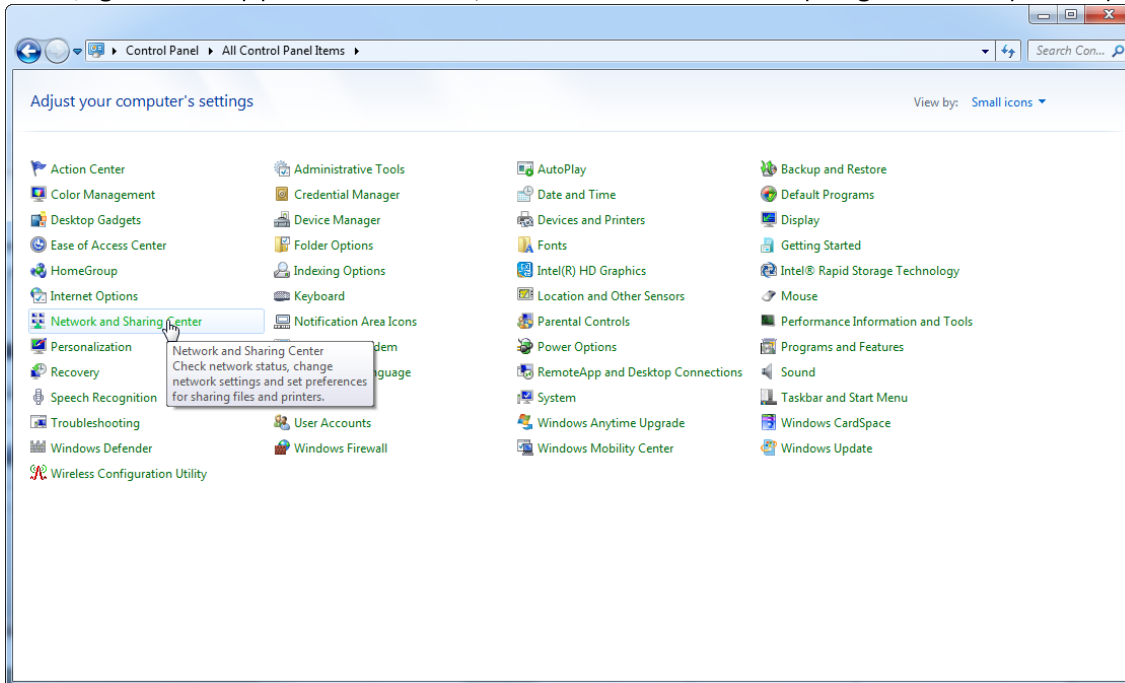 Control Panel All Control Panel Items
Search Con...
Adjust your computer's settings
View by: Small icons
Action Center Administrative Tools AutoPlay Backup and Restore
Color Management Credential Manager Date and Time Default Programs
Desktop Gadgets Device Manager Devices and Printers Display
Ease of Access Center Folder Options Fonts Getting Started
HomeGroup Indexing Options Intel(R) HD Graphics Intel® Rapid Storage Technology
Internet Options Keyboard Location and Other Sensors Mouse
Network and Sharing Center Notification Area Icons Parental Controls Performance Information and Tools
Personalization Power Options Programs and Features
Network and Sharing Center
Check network status, change
network settings and set preferences
for sharing files and printers.
Recovery RemoteApp and Desktop Connections Sound
Speech Recognition System Taskbar and Start Menu
Troubleshooting User Accounts Windows Anytime Upgrade Windows CardSpace
Windows Defender Windows Firewall Windows Mobility Center Windows Update
Wireless Configuration Utility